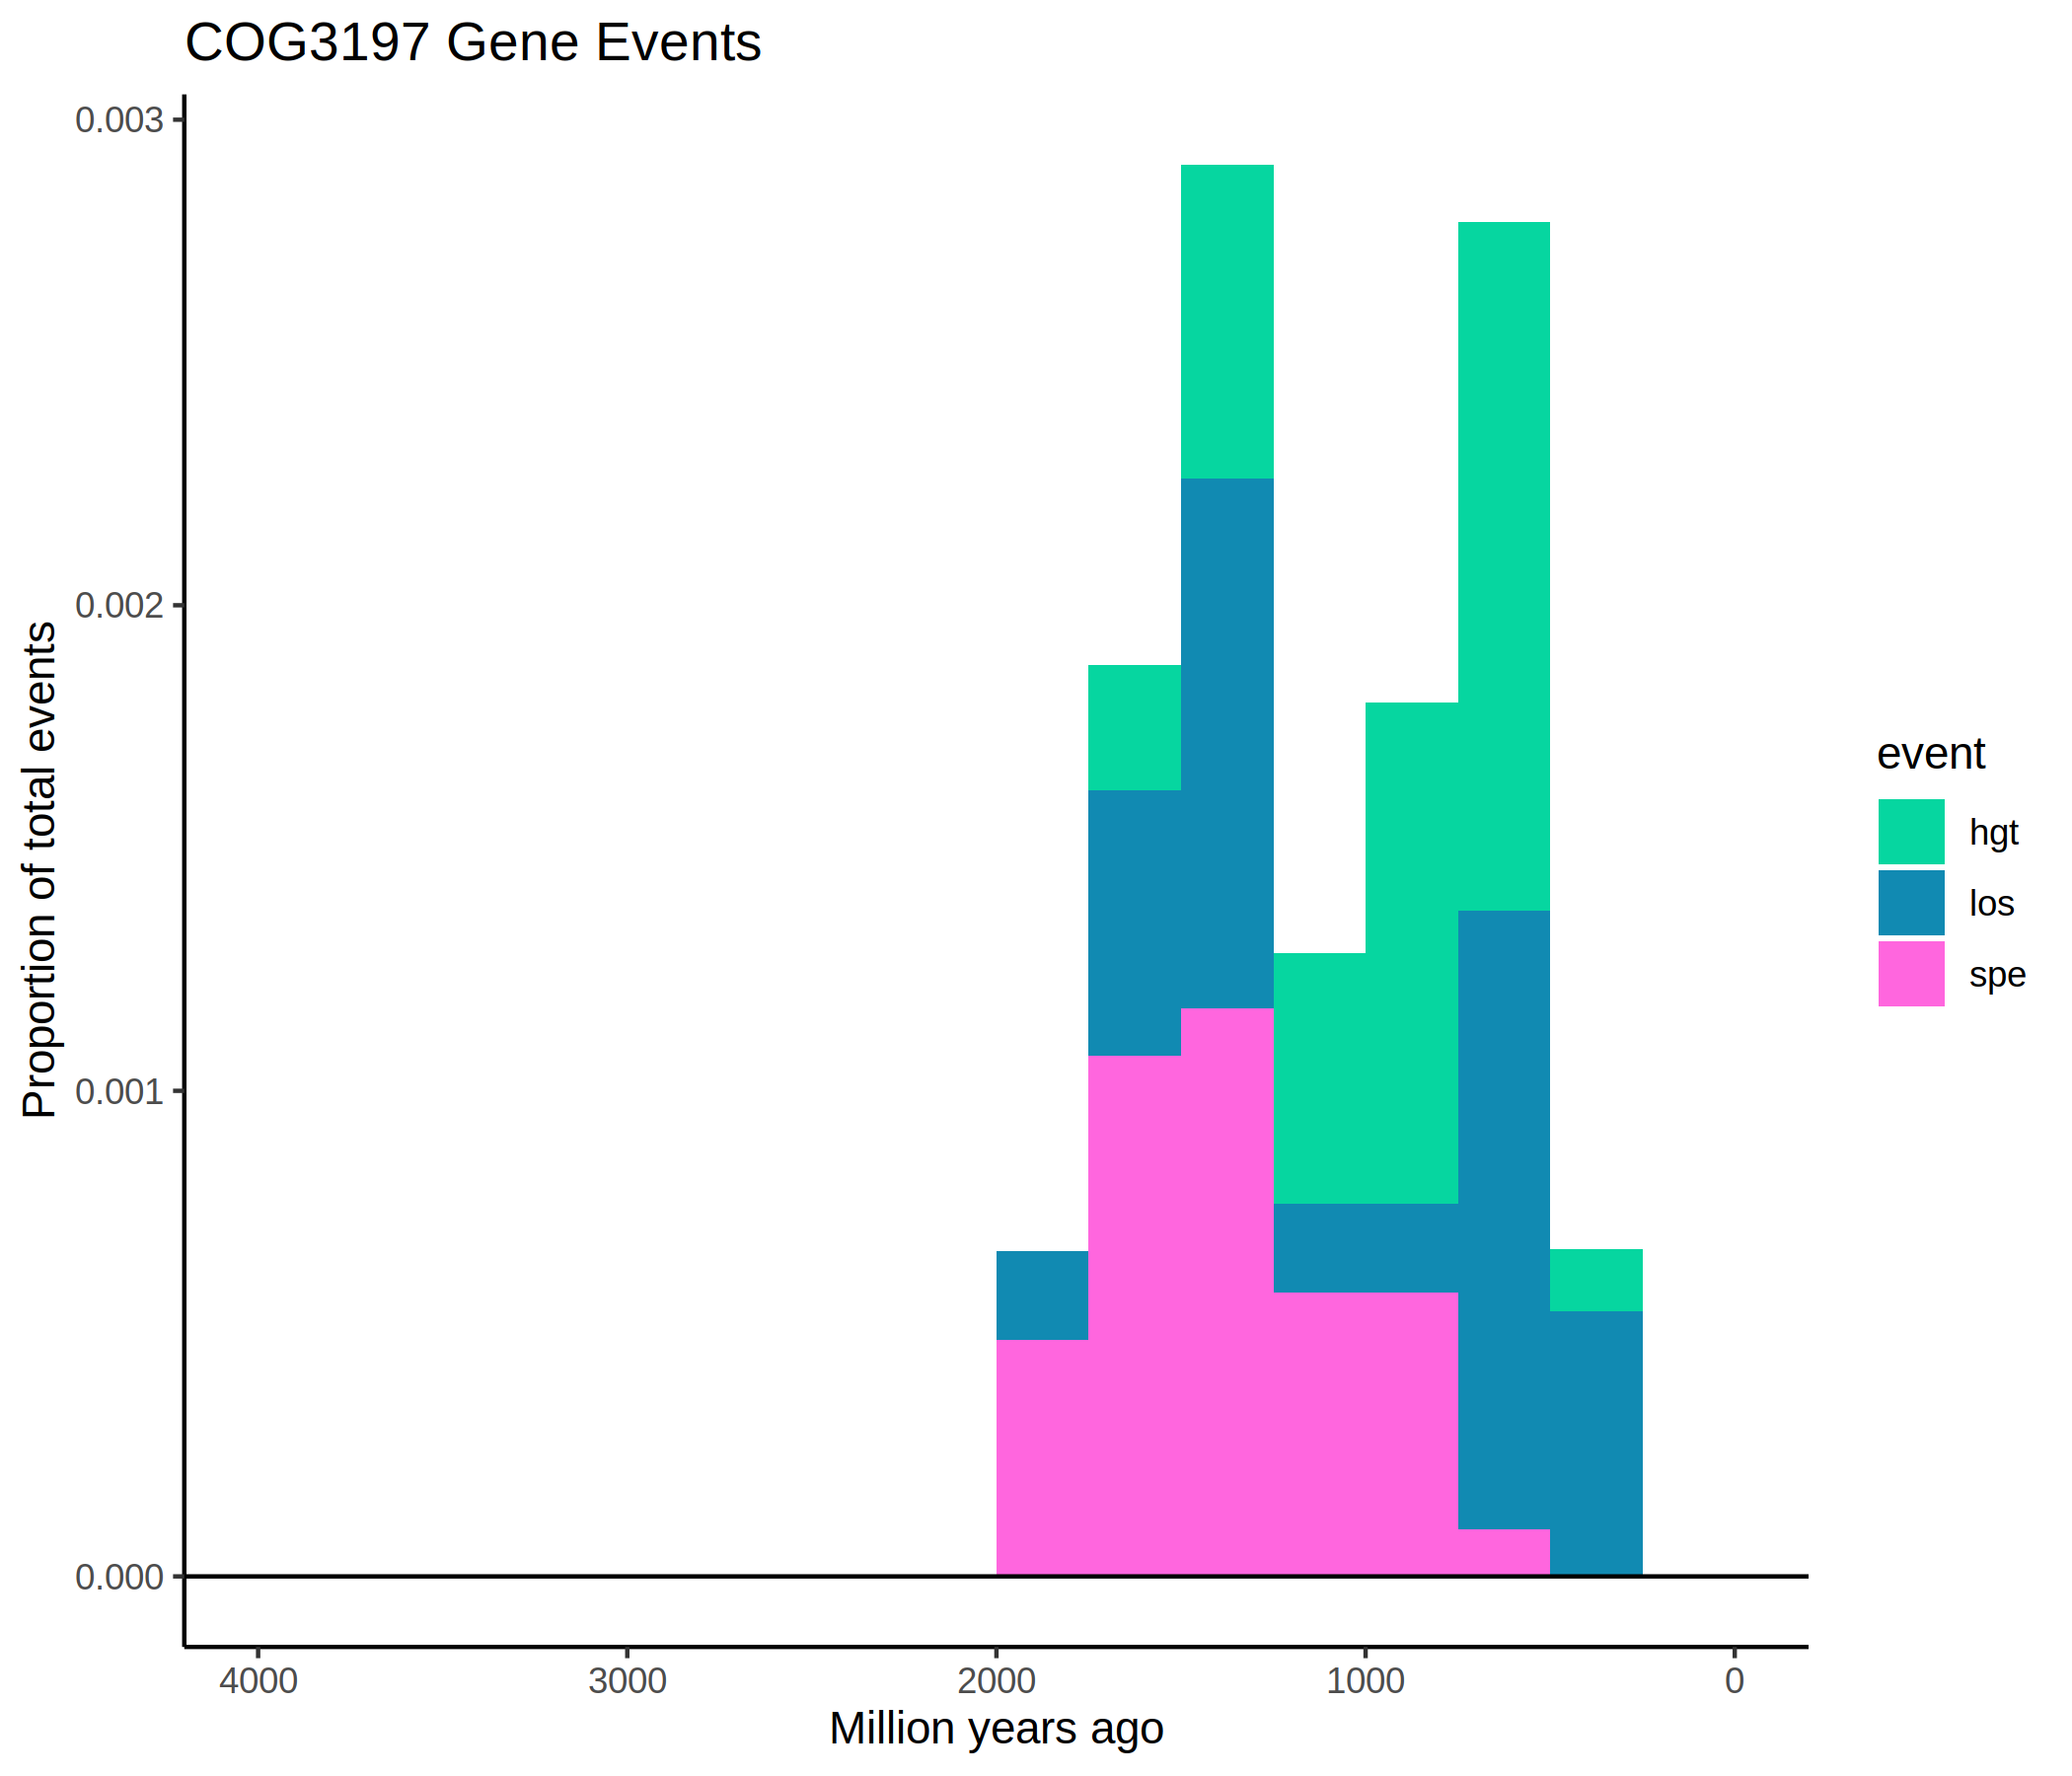 COG3197 Gene Events
0.003
0.002
0.001
0.000
Proportion of total events
4000 3000 2000 1000 0
Million years ago
event
hgt
los
spe